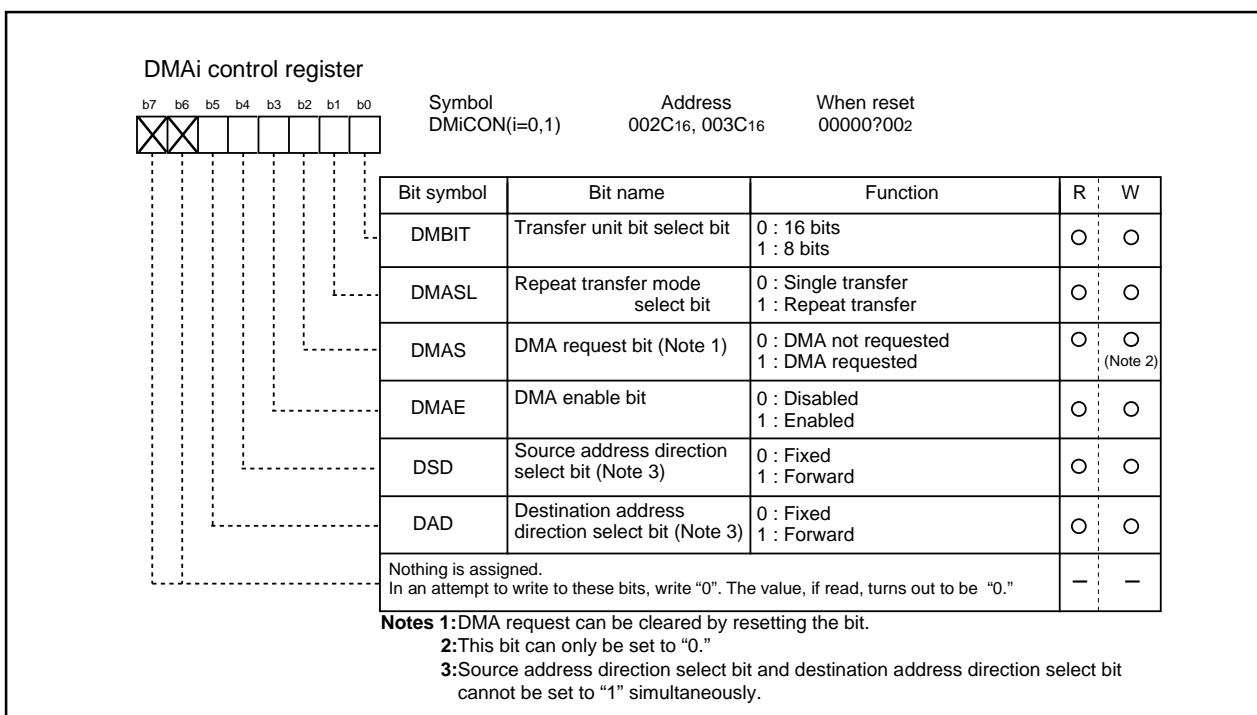 DMAi control register
b7 b6 b5 b4 b3 b2 b1 b0
Symbol Address When reset
DMiCON(i=0,1) 002C16, 003C16 00000?002
Bit symbol Bit name Function R W
DMBIT Transfer unit bit select bit 0 : 16 bits
1 : 8 bits
DMASL Repeat transfer mode 0 : Single transfer
select bit 1 : Repeat transfer
DMAS DMA request bit (Note 1) 0 : DMA not requested
1 : DMA requested (Note 2)
DMAE DMA enable bit 0 : Disabled
1 : Enabled
DSD Source address direction 0 : Fixed
select bit (Note 3) 1 : Forward
DAD Destination address 0 : Fixed
direction select bit (Note 3) 1 : Forward
Nothing is assigned.
In an attempt to write to these bits, write “0”. The value, if read, turns out to be “0.” – –
Notes 1:DMA request can be cleared by resetting the bit.
2:This bit can only be set to “0.”
3:Source address direction select bit and destination address direction select bit
cannot be set to “1” simultaneously.